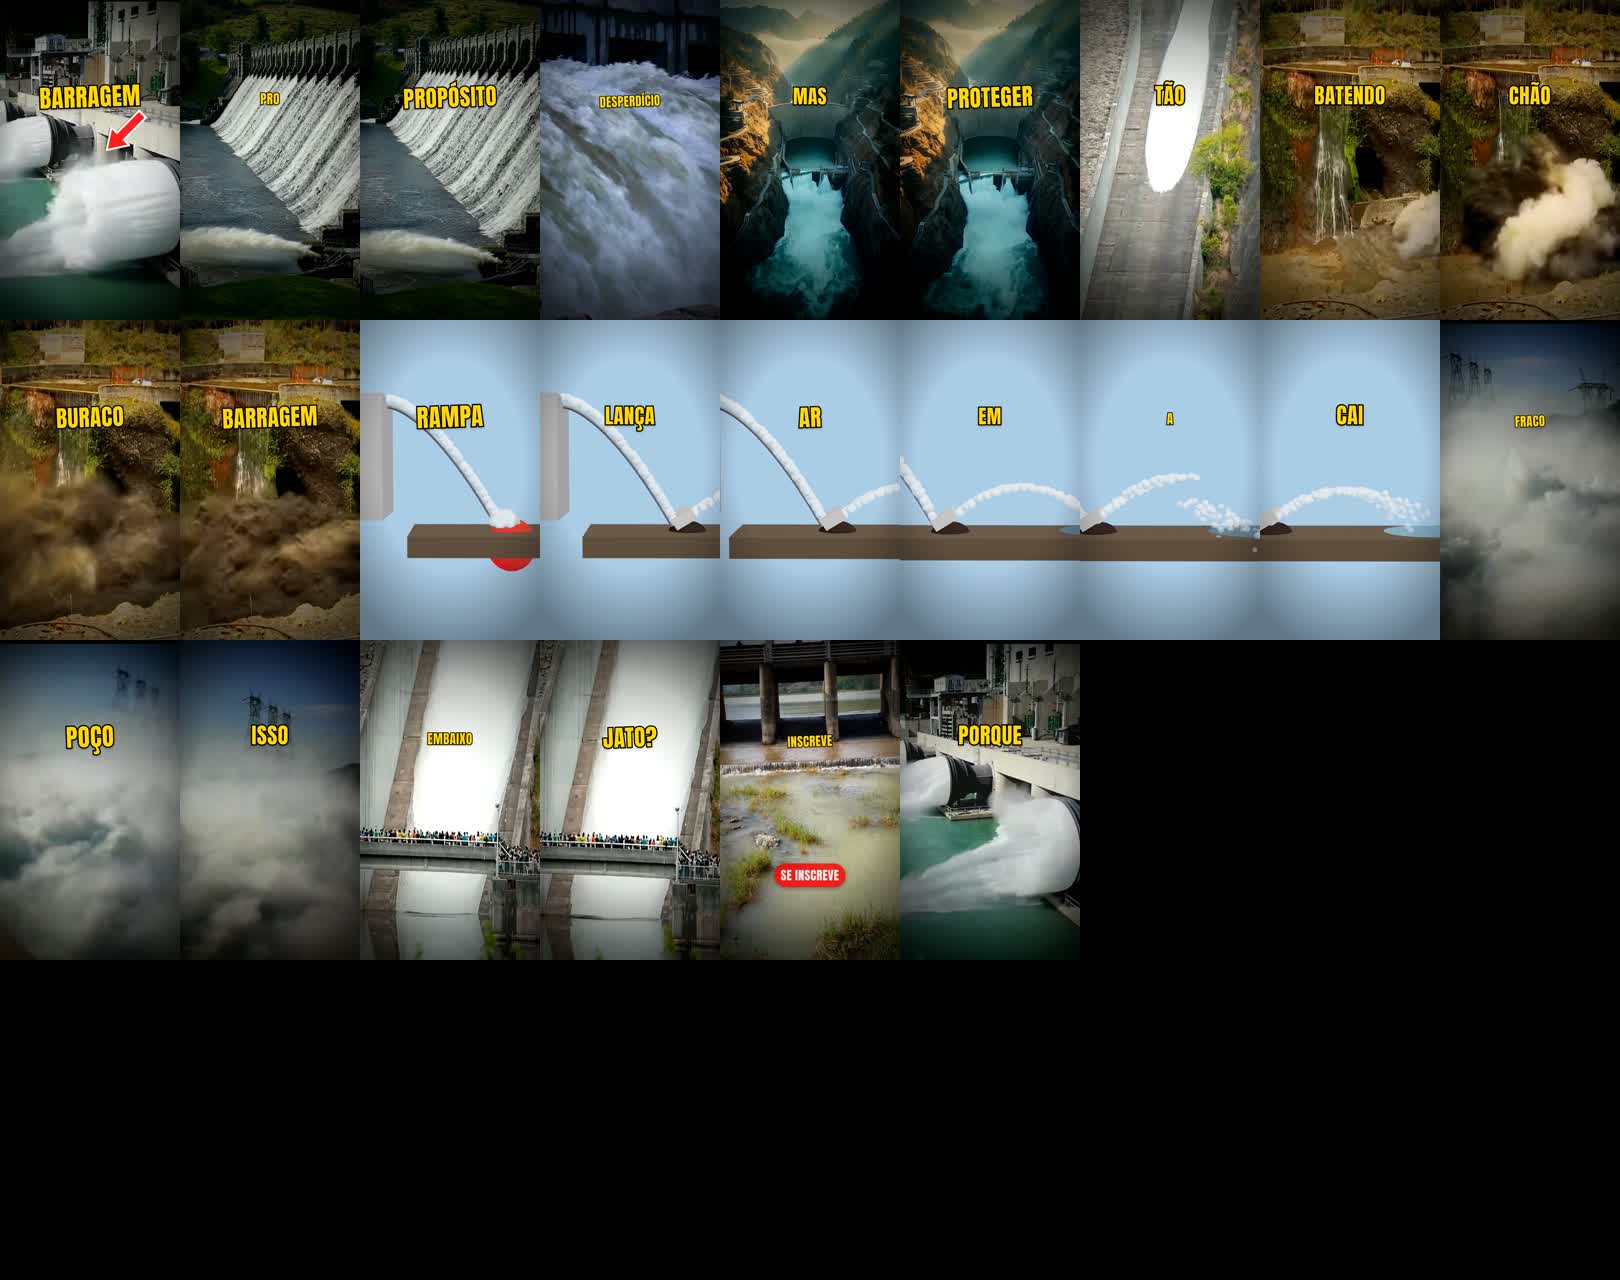 BARRAGEM
PRO
PROPÓSITO
DESPERDÍCIO
MAS
PROTEGER
TÃO
BATENDO
CHÃO
BURACO
BARRAGEM
RAMPA
LANÇA
AR
EM
A
CAI
FRACO
POÇO
ISSO
EMBAIXO
JATO?
INSCREVE
SE INSCREVE
PORQUE